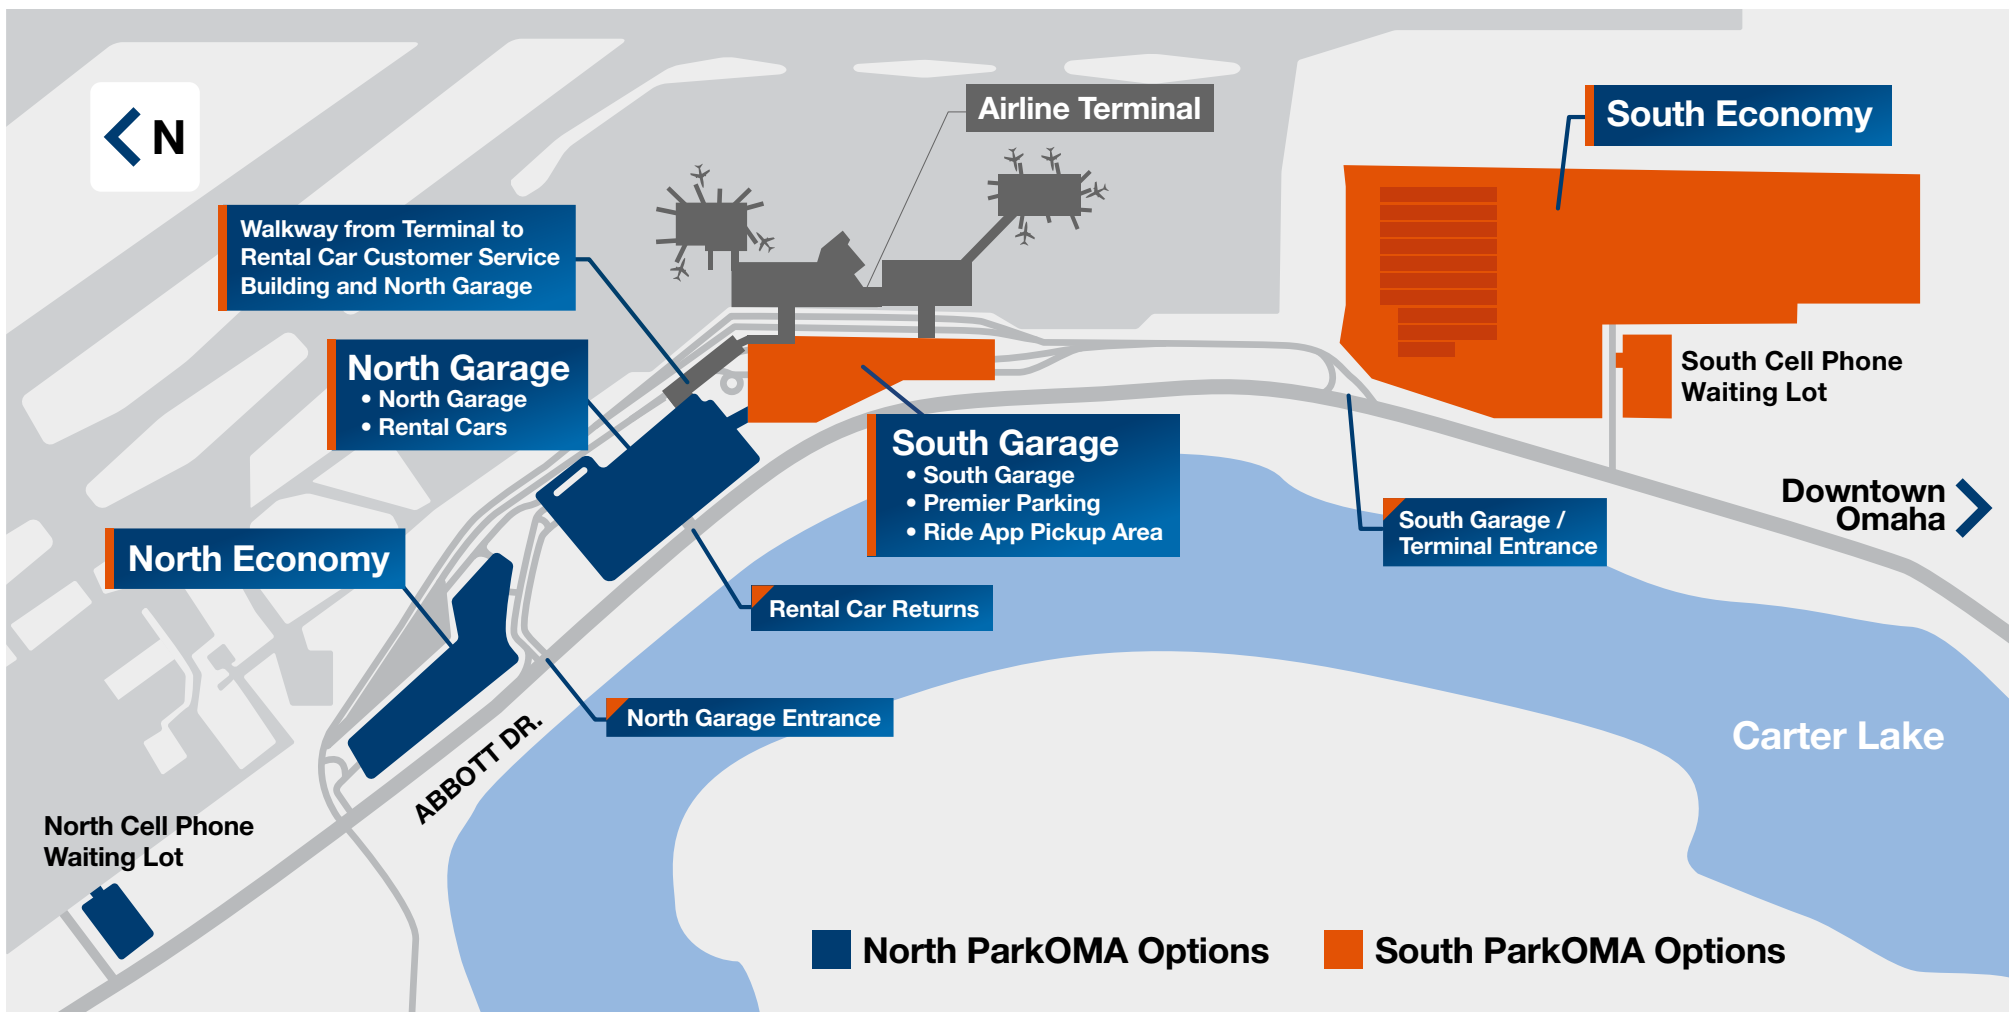 N
Airline Terminal
South Economy
Walkway from Terminal to
Rental Car Customer Service
Building and North Garage
North Garage
• North Garage
• Rental Cars
South Cell Phone
Waiting Lot
South Garage
• South Garage
• Premier Parking
• Ride App Pickup Area
Downtown
Omaha
South Garage /
Terminal Entrance
North Economy
Rental Car Returns
North Garage Entrance
ABBOTT DR.
Carter Lake
North Cell Phone
Waiting Lot
North ParkOMA Options
South ParkOMA Options